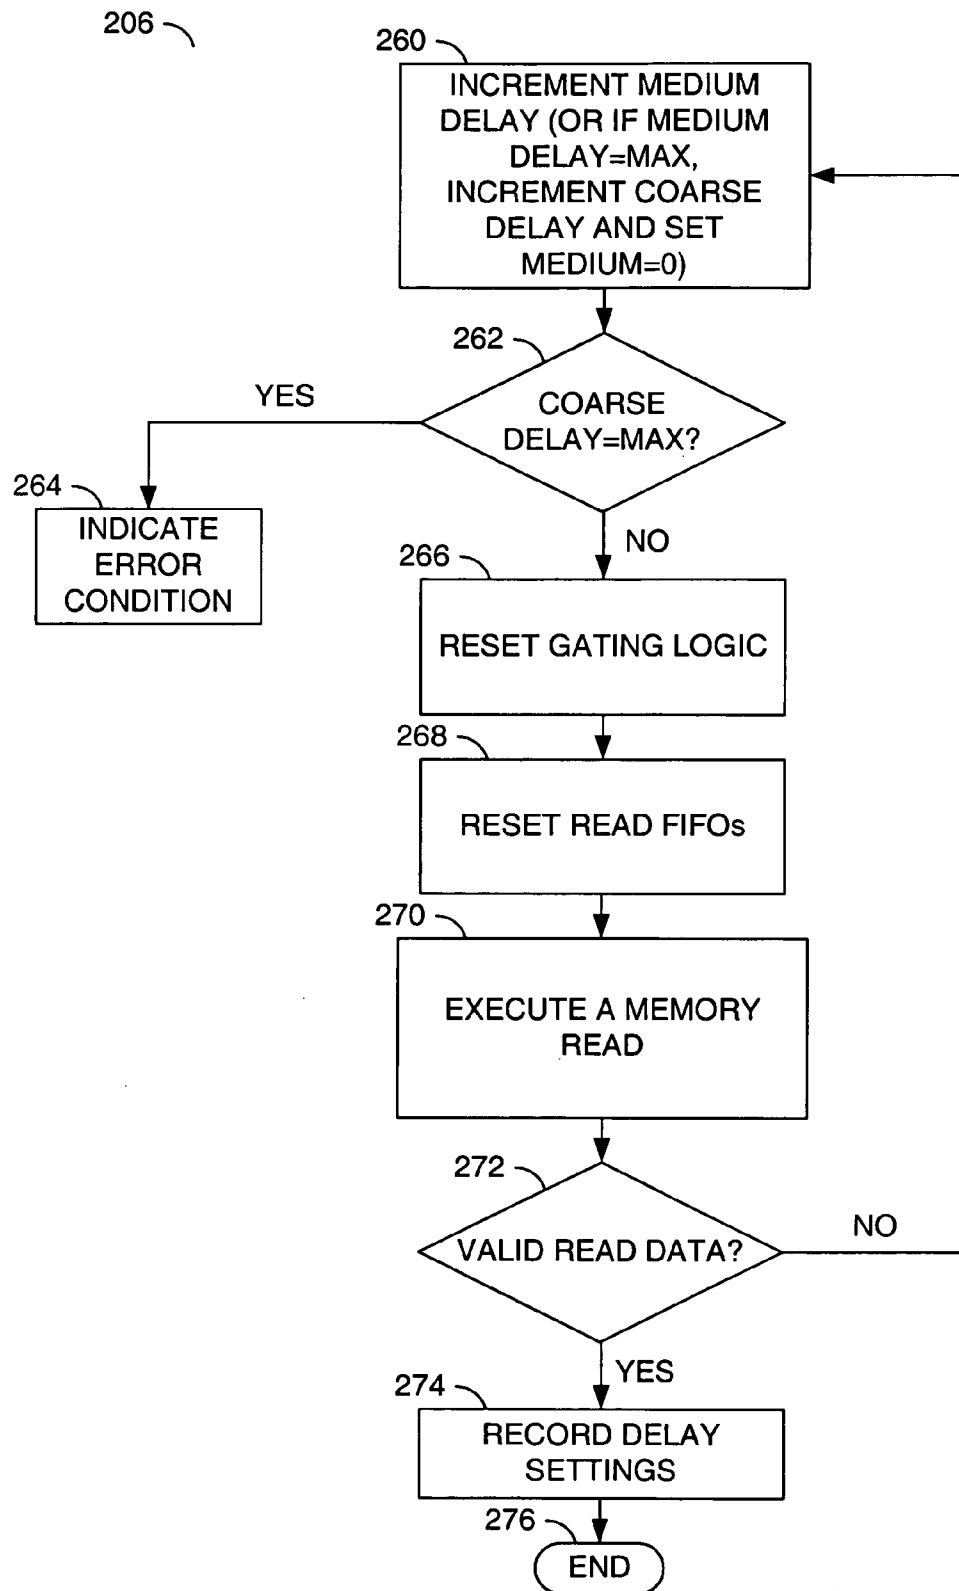 206
260
INCREMENT MEDIUM
DELAY (OR IF MEDIUM
DELAY=MAX,
INCREMENT COARSE
DELAY AND SET
MEDIUM=0)
262
COARSE
DELAY=MAX?
YES
264
INDICATE
ERROR
CONDITION
NO
266
RESET GATING LOGIC
268
RESET READ FIFOs
270
EXECUTE A MEMORY
READ
272
VALID READ DATA?
NO
YES
274
RECORD DELAY
SETTINGS
276
END